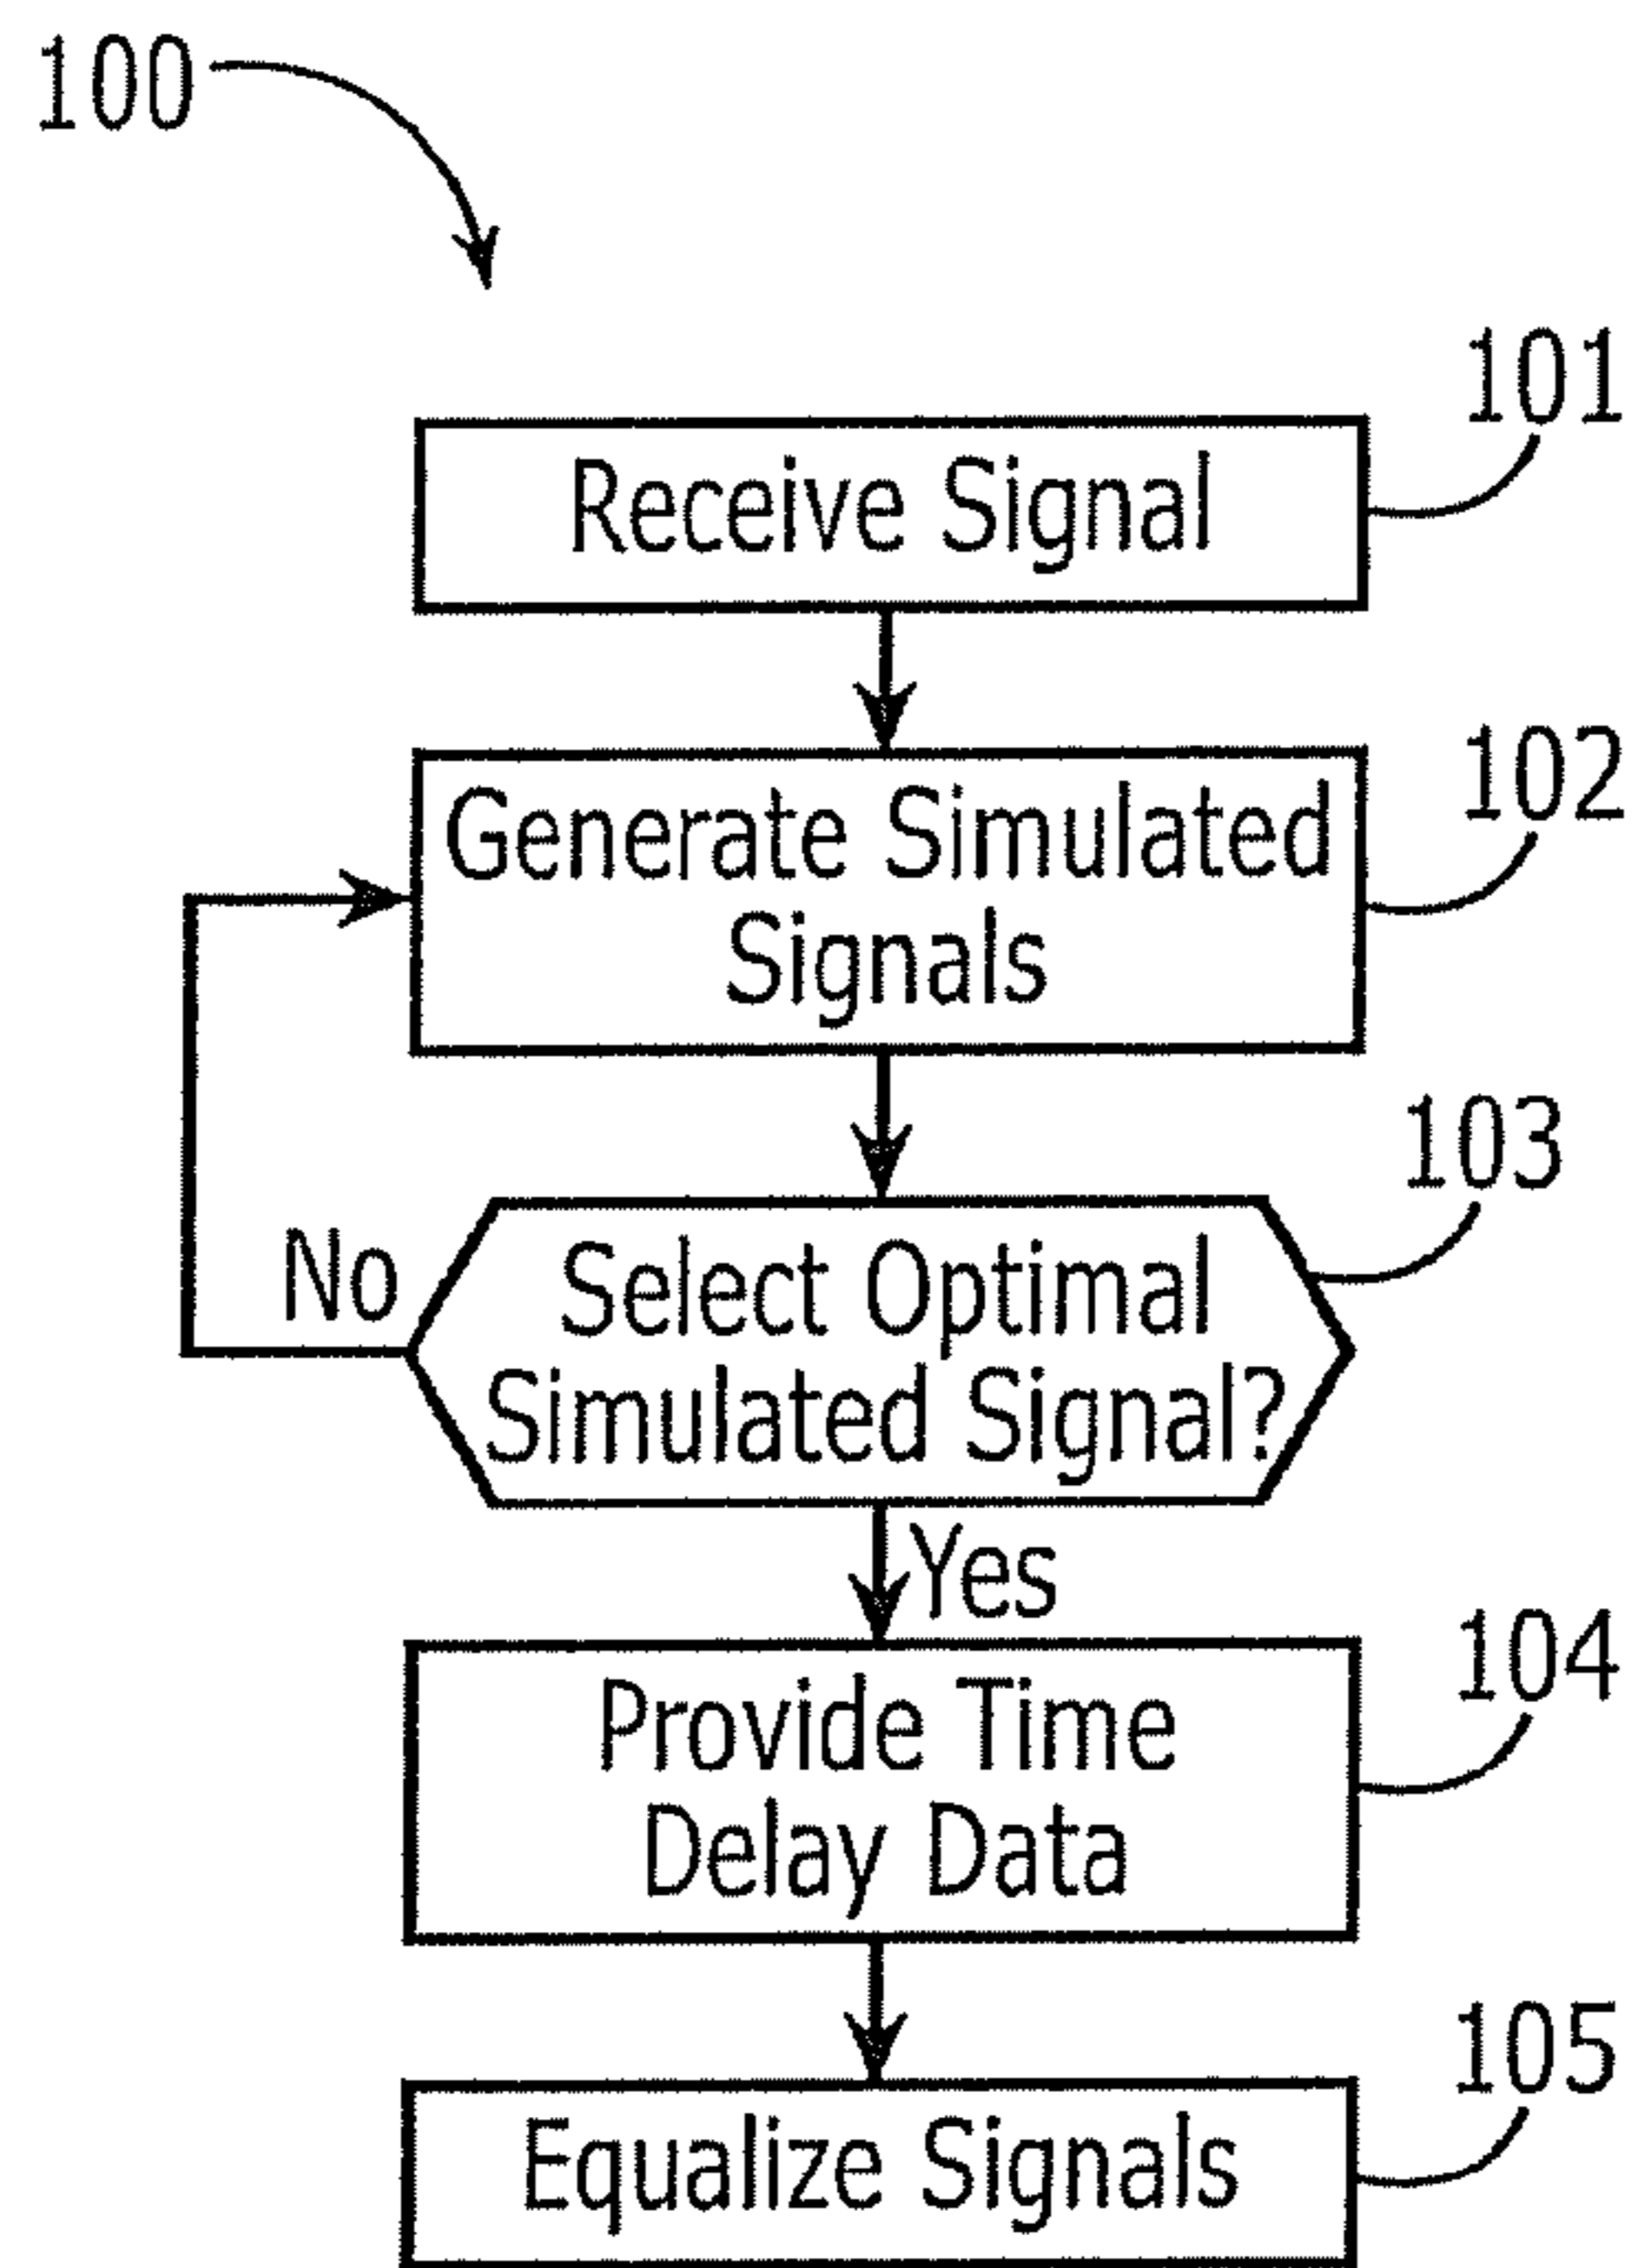 100
101
Receive Signal
102
Generate Simulated
Signals
103
No
Select Optimal
Simulated Signal?
Yes
104
Provide Time
Delay Data
105
Equalize Signals